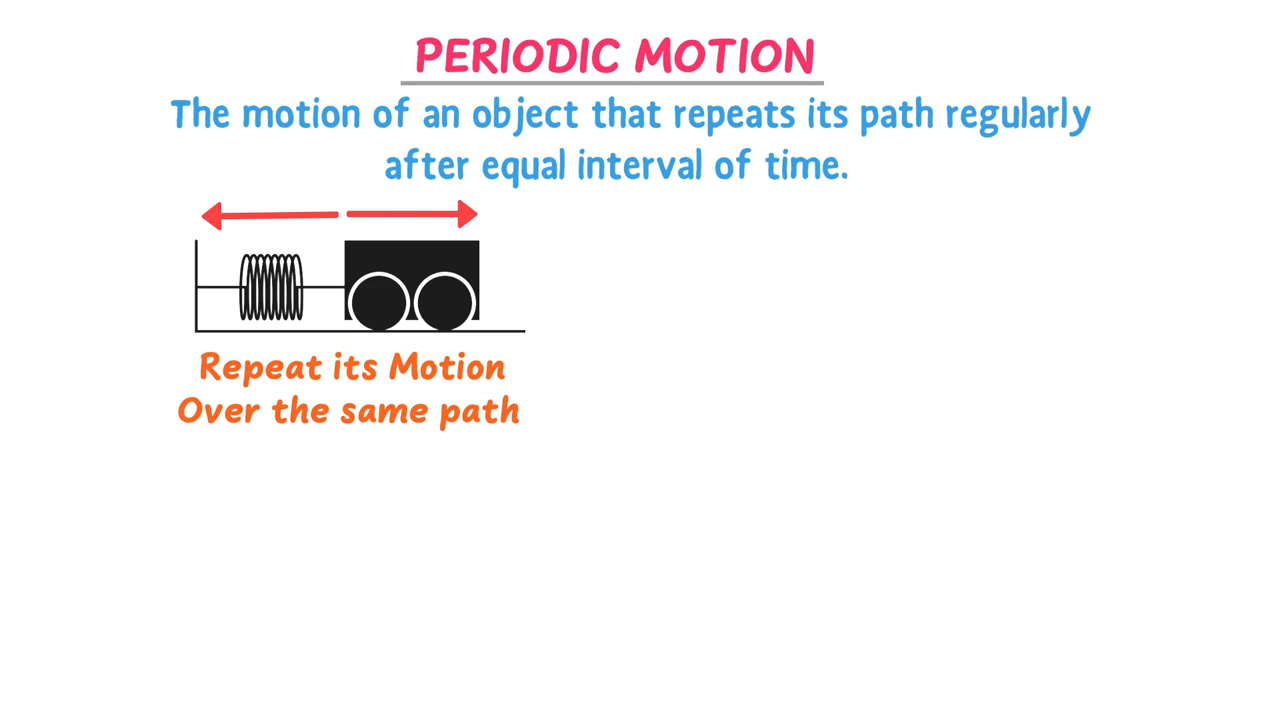 PERIODIC MOTION
The motion of an object that repeats its path regularly
after equal interval of time.
Repeat its Motion
Over the same path